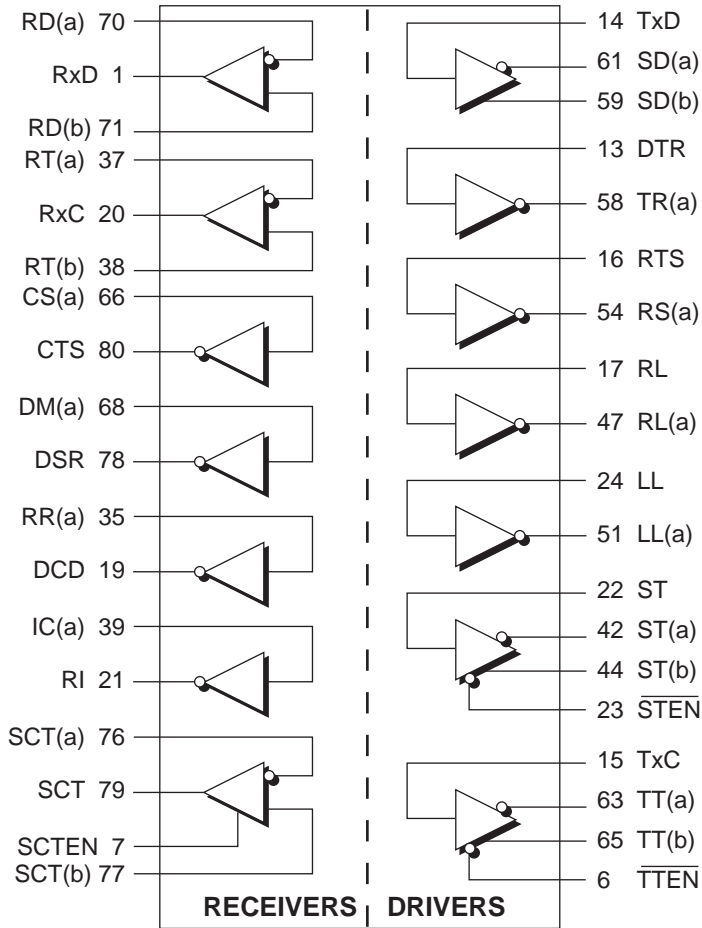 RD(a) 70
RxD 1
RD(b) 71
RT(a) 37
RxC 20
RT(b) 38
CS(a) 66
CTS 80
DM(a) 68
DSR 78
RR(a) 35
DCD 19
IC(a) 39
RI 21
SCT(a) 76
SCT 79
SCTEN 7
SCT(b) 77
RECEIVERS
14 TxD
61 SD(a)
59 SD(b)
13 DTR
58 TR(a)
16 RTS
54 RS(a)
17 RL
47 RL(a)
24 LL
51 LL(a)
22 ST
42 ST(a)
44 ST(b)
23 S̅T̅E̅N̅
15 TxC
63 TT(a)
65 TT(b)
6 T̅T̅E̅N̅
DRIVERS